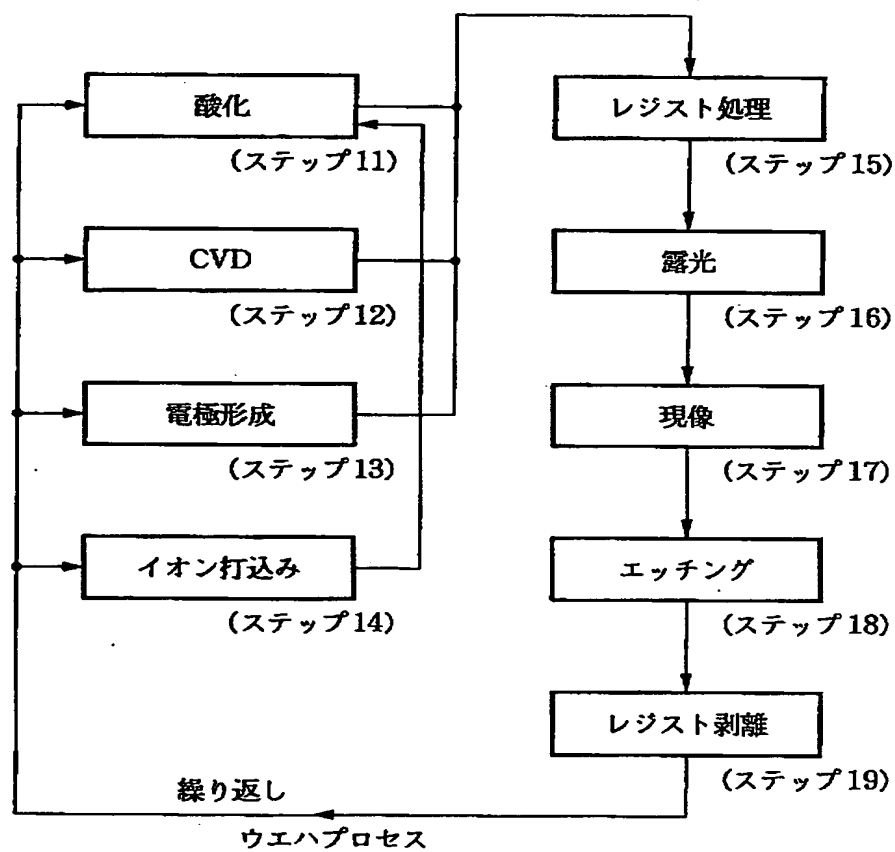 酸化
(ステップ11)
CVD
(ステップ12)
電極形成
(ステップ13)
イオン打込み
(ステップ14)
レジスト処理
(ステップ15)
露光
(ステップ16)
現像
(ステップ17)
エッチング
(ステップ18)
レジスト剥離
(ステップ19)
繰り返し
ウエハプロセス